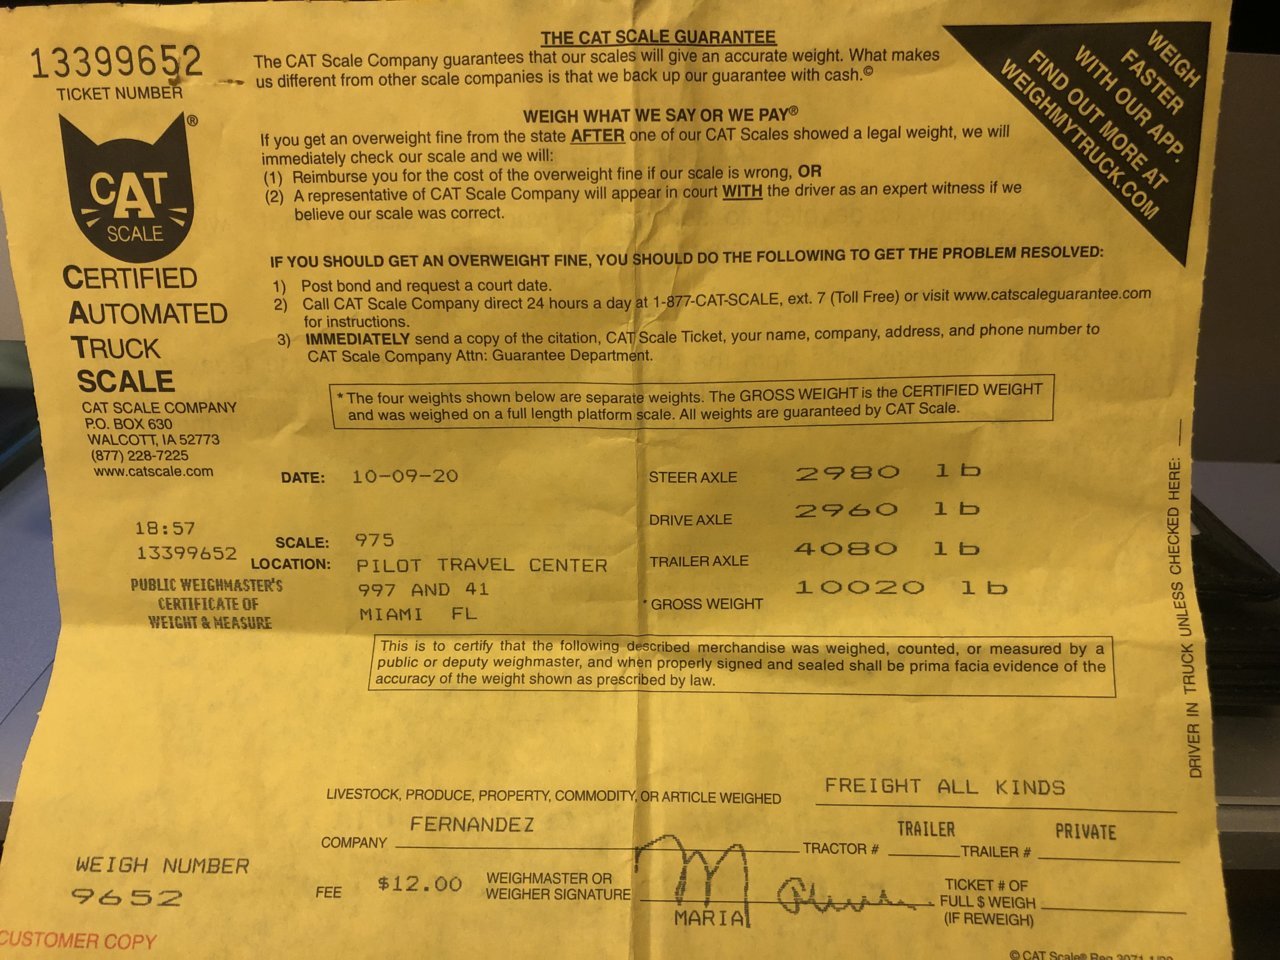 13399652
TICKET NUMBER
®
CAT
SCALE
CERTIFIED
AUTOMATED
TRUCK
SCALE
CAT SCALE COMPANY
P.O. BOX 630
WALCOTT, IA 52773
(877) 228-7225
www.catscale.com
THE CAT SCALE GUARANTEE
The CAT Scale Company guarantees that our scales will give an accurate weight. What makes
us different from other scale companies is that we back up our guarantee with cash.©
WEIGH WHAT WE SAY OR WE PAY®
If you get an overweight fine from the state AFTER one of our CAT Scales showed a legal weight, we will
immediately check our scale and we will:
(1) Reimburse you for the cost of the overweight fine if our scale is wrong, OR
(2) A representative of CAT Scale Company will appear in court WITH the driver as an expert witness if we
believe our scale was correct.
WEIGH
FASTER
WITH OUR APP.
FIND OUT MORE AT
WEIGHMYTRUCK.COM
IF YOU SHOULD GET AN OVERWEIGHT FINE, YOU SHOULD DO THE FOLLOWING TO GET THE PROBLEM RESOLVED:
1) Post bond and request a court date.
2) Call CAT Scale Company direct 24 hours a day at 1-877-CAT-SCALE, ext. 7 (Toll Free) or visit www.catscaleguarantee.com
for instructions.
3) IMMEDIATELY send a copy of the citation, CAT Scale Ticket, your name, company, address, and phone number to
CAT Scale Company Attn: Guarantee Department.
* The four weights shown below are separate weights. The GROSS WEIGHT is the CERTIFIED WEIGHT
and was weighed on a full length platform scale. All weights are guaranteed by CAT Scale.
DATE: 10-09-20
STEER AXLE 2980 lb
DRIVE AXLE 2960 lb
TRAILER AXLE 4080 lb
* GROSS WEIGHT 10020 lb
18:57
13399652
PUBLIC WEIGHMASTER'S
CERTIFICATE OF
WEIGHT & MEASURE
SCALE: 975
LOCATION: PILOT TRAVEL CENTER
997 AND 41
MIAMI FL
DRIVER IN TRUCK UNLESS CHECKED HERE:
This is to certify that the following described merchandise was weighed, counted, or measured by a
public or deputy weighmaster, and when properly signed and sealed shall be prima facia evidence of the
accuracy of the weight shown as prescribed by law.
LIVESTOCK, PRODUCE, PROPERTY, COMMODITY, OR ARTICLE WEIGHED FREIGHT ALL KINDS
COMPANY FERNANDEZ
TRACTOR # TRAILER TRAILER # PRIVATE
WEIGH NUMBER
9652
FEE $12.00
WEIGHMASTER OR
WEIGHER SIGNATURE
MARIA
TICKET # OF
FULL $ WEIGH
(IF REWEIGH)
CUSTOMER COPY
© CAT Scale® Reg 3071